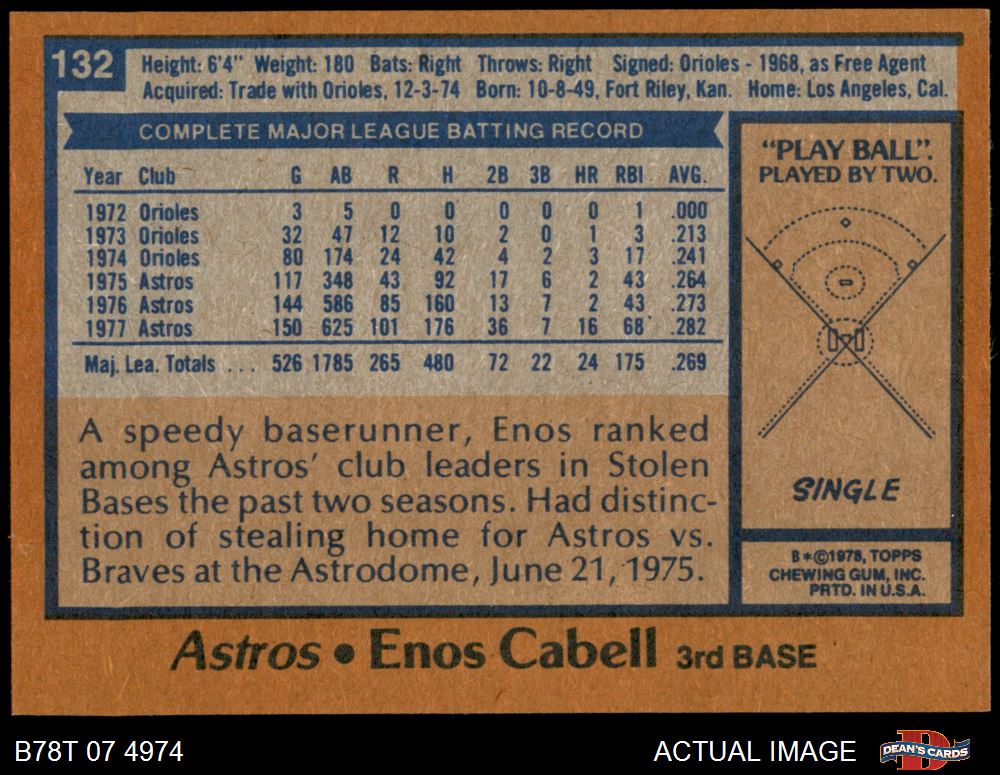 132
Height: 6'4" Weight: 180 Bats: Right Throws: Right Signed: Orioles - 1968, as Free Agent
Acquired: Trade with Orioles, 12-3-74 Born: 10-8-49, Fort Riley, Kan. Home: Los Angeles, Cal.
COMPLETE MAJOR LEAGUE BATTING RECORD
Year Club G AB R H 2B 3B HR RBI AVG.
1972 Orioles 3 5 0 0 0 0 0 1 .000
1973 Orioles 32 47 12 10 2 0 1 3 .213
1974 Orioles 80 174 24 42 4 2 3 17 .241
1975 Astros 117 348 43 92 17 6 2 43 .264
1976 Astros 144 586 85 160 13 7 2 43 .273
1977 Astros 150 625 101 176 36 7 16 68 .282
Maj. Lea. Totals . . . 526 1785 265 480 72 22 24 175 .269
A speedy baserunner, Enos ranked
among Astros' club leaders in Stolen
Bases the past two seasons. Had distinc-
tion of stealing home for Astros vs.
Braves at the Astrodome, June 21, 1975.
"PLAY BALL".
PLAYED BY TWO.
SINGLE
B*©1978, TOPPS
CHEWING GUM, INC.
PRTD. IN U.S.A.
Astros • Enos Cabell 3rd BASE
B78T 07 4974
ACTUAL IMAGE
DEAN'S CARDS